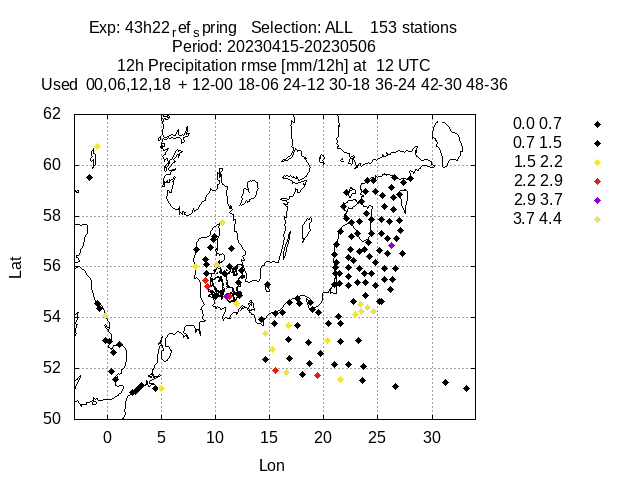 Exp: 43h22ref_spring Selection: ALL 153 stations
Period: 20230415-20230506
12h Precipitation rmse [mm/12h] at 12 UTC
Used 00,06,12,18 + 12-00 18-06 24-12 30-18 36-24 42-30 48-36
62
60
58
56
54
52
50
Lat
0 5 10 15 20 25 30
Lon
0.0 0.7
0.7 1.5
1.5 2.2
2.2 2.9
2.9 3.7
3.7 4.4